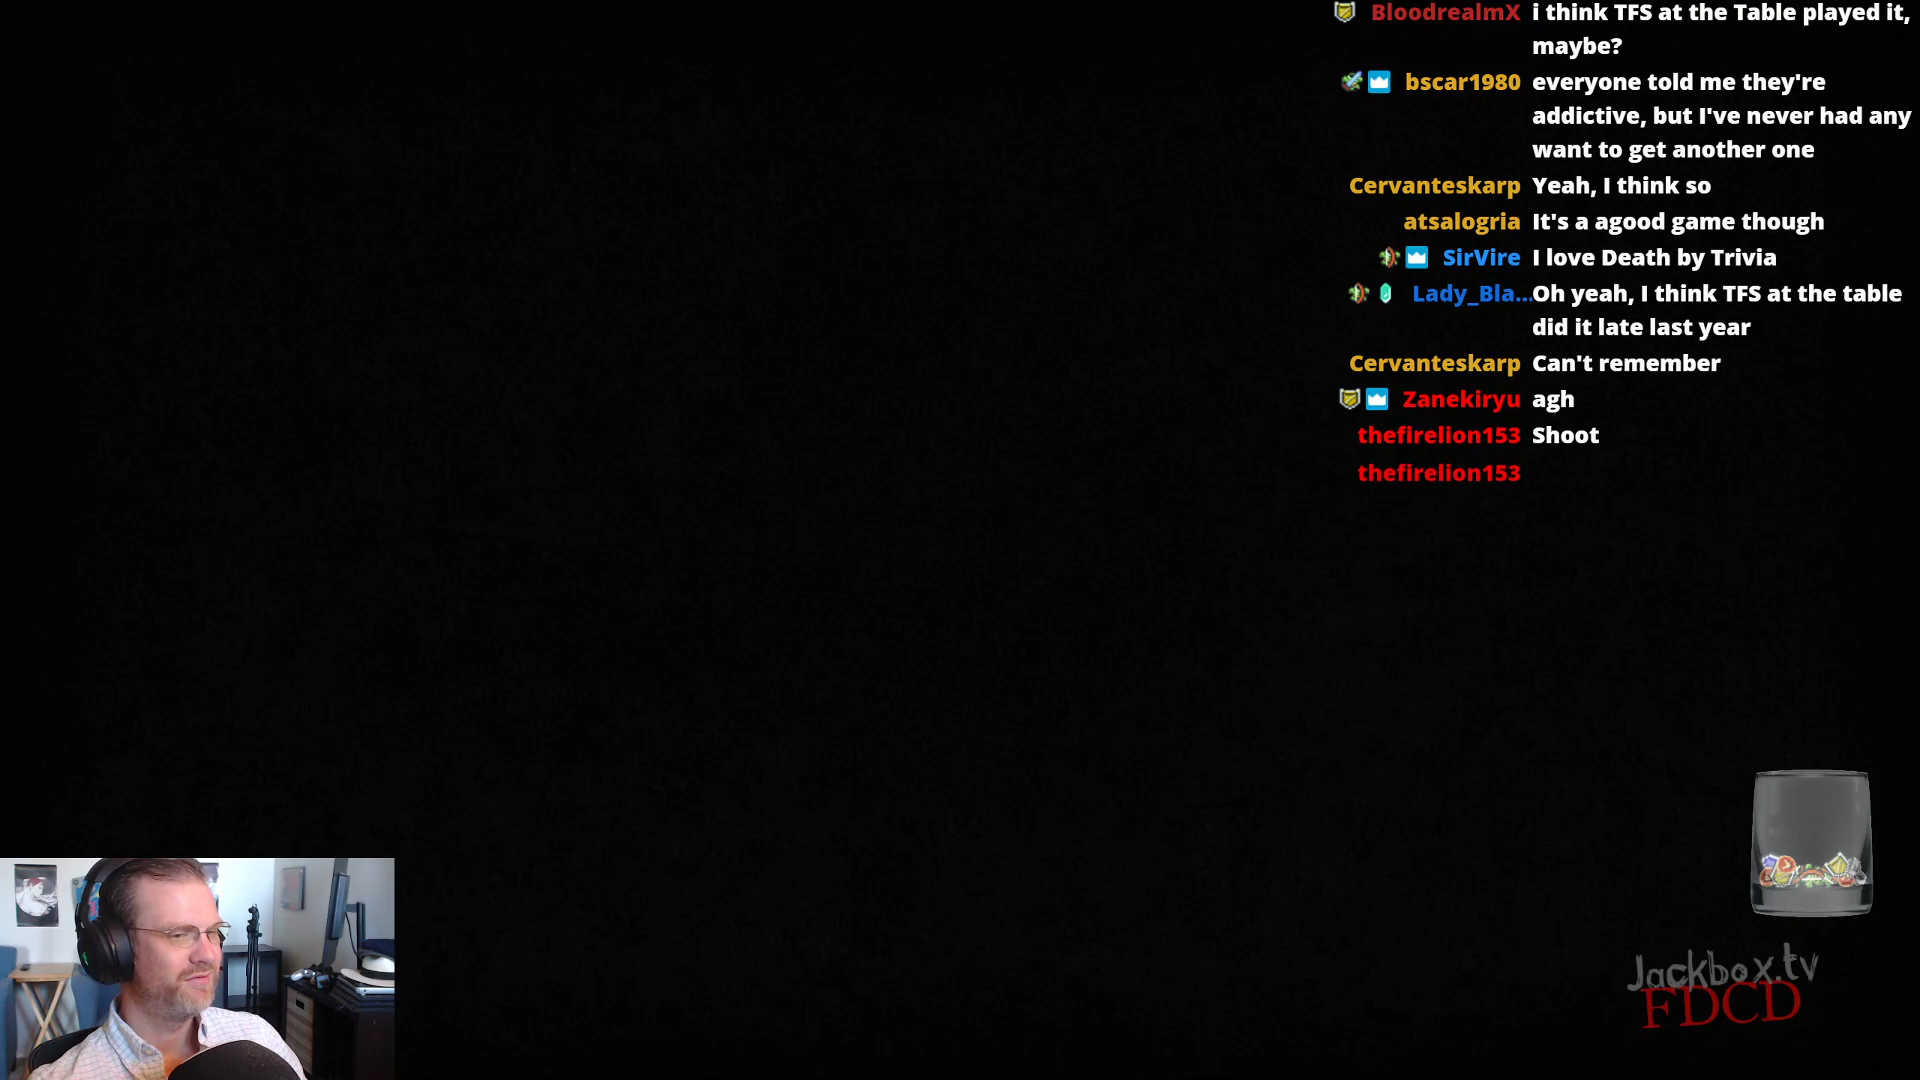 BloodrealmX i think TFS at the Table played it,
maybe?
bscar1980 everyone told me they're
addictive, but I've never had any
want to get another one
Cervanteskarp Yeah, I think so
atsalogria It's a agood game though
SirVire I love Death by Trivia
Lady_Bla... Oh yeah, I think TFS at the table
did it late last year
Cervanteskarp Can't remember
Zanekiryu agh
thefirelion153 Shoot
thefirelion153
Jackbox.tv
FDCD